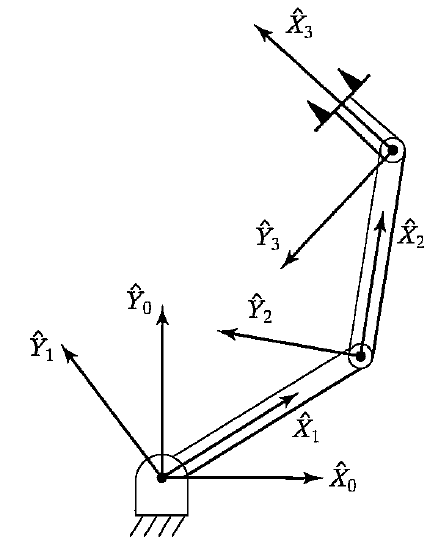 X̂₃
Ŷ₃
X̂₂
Ŷ₀
Ŷ₂
Ŷ₁
X̂₁
X̂₀